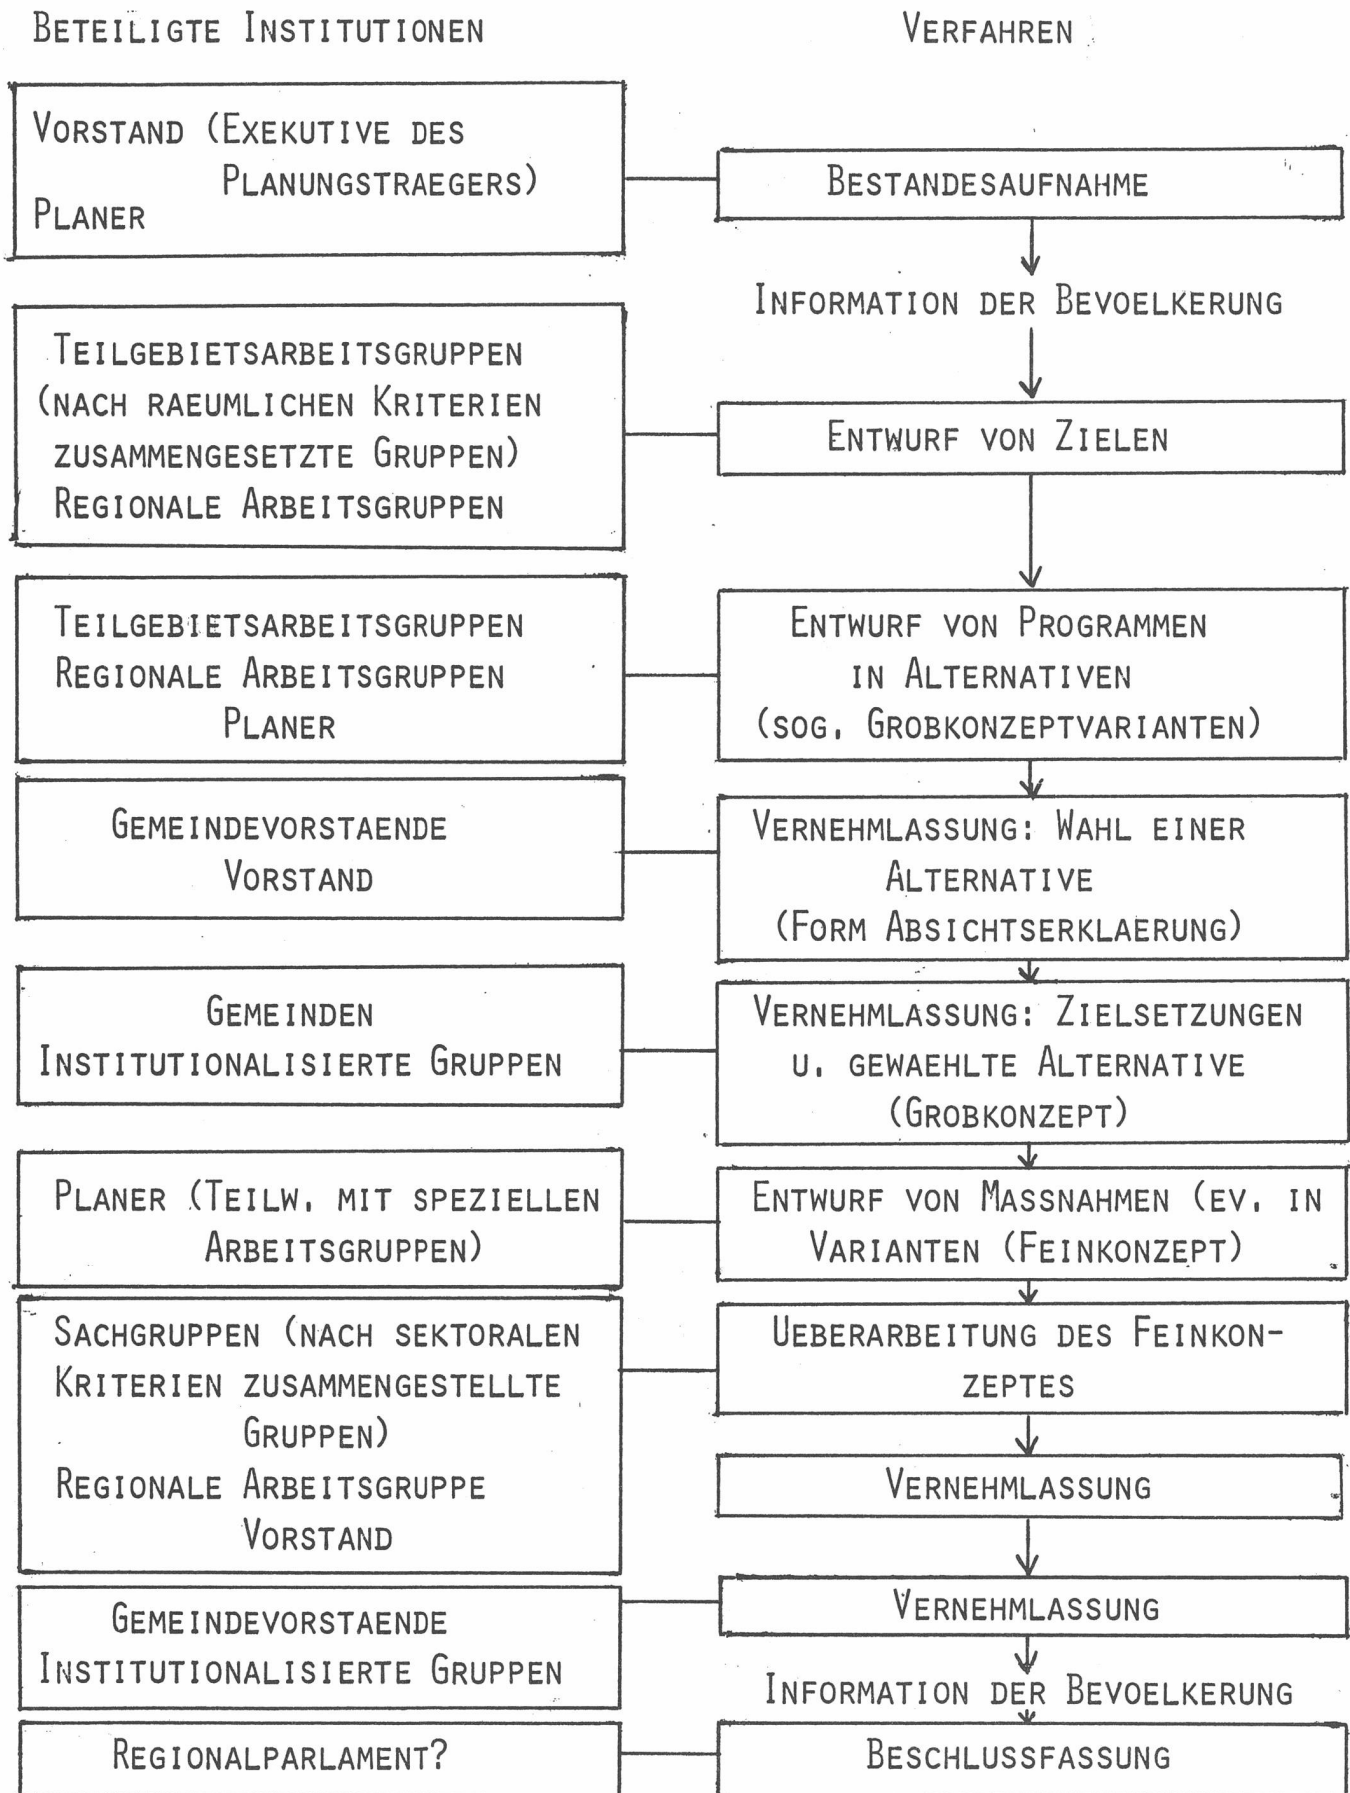 BETEILIGTE INSTITUTIONEN
VERFAHREN
VORSTAND (EXEKUTIVE DES
PLANUNGSTRAEGERS)
PLANER
BESTANDESAUFNAHME
INFORMATION DER BEVOELKERUNG
TEILGEBIETSARBEITSGRUPPEN
(NACH RAEUMLICHEN KRITERIEN
ZUSAMMENGESETZTE GRUPPEN)
REGIONALE ARBEITSGRUPPEN
ENTWURF VON ZIELEN
TEILGEBIETSARBEITSGRUPPEN
REGIONALE ARBEITSGRUPPEN
PLANER
ENTWURF VON PROGRAMMEN
IN ALTERNATIVEN
(SOG. GROBKONZEPTVARIANTEN)
GEMEINDEVORSTAENDE
VORSTAND
VERNEHMLASSUNG: WAHL EINER
ALTERNATIVE
(FORM ABSICHTSERKLAERUNG)
GEMEINDEN
INSTITUTIONALISIERTE GRUPPEN
VERNEHMLASSUNG: ZIELSETZUNGEN
U. GEWAEHLTE ALTERNATIVE
(GROBKONZEPT)
PLANER (TEILW. MIT SPEZIELLEN
ARBEITSGRUPPEN)
ENTWURF VON MASSNAHMEN (EV. IN
VARIANTEN (FEINKONZEPT)
SACHGRUPPEN (NACH SEKTORALEN
KRITERIEN ZUSAMMENGESTELLTE
GRUPPEN)
REGIONALE ARBEITSGRUPPE
VORSTAND
UEBERARBEITUNG DES FEINKON-
ZEPTES
VERNEHMLASSUNG
GEMEINDEVORSTAENDE
INSTITUTIONALISIERTE GRUPPEN
VERNEHMLASSUNG
INFORMATION DER BEVOELKERUNG
REGIONALPARLAMENT?
BESCHLUSSFASSUNG